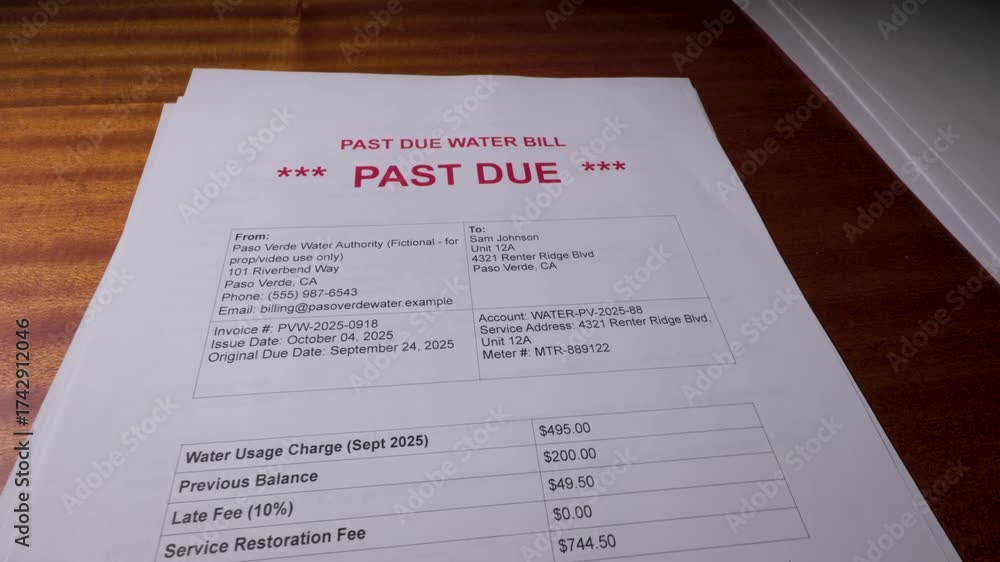 PAST DUE WATER BILL
*** PAST DUE ***
From:
Paso Verde Water Authority (Fictional - for
prop/video use only)
101 Riverbend Way
Paso Verde, CA
Phone: (555) 987-6543
Email: billing@pasoverdewater.example
To:
Sam Johnson
Unit 12A
4321 Renter Ridge Blvd
Paso Verde, CA
Invoice #: PVW-2025-0918
Issue Date: October 04, 2025
Original Due Date: September 24, 2025
Account: WATER-PV-2025-88
Service Address: 4321 Renter Ridge Blvd,
Unit 12A
Meter #: MTR-889122
Water Usage Charge (Sept 2025) $495.00
Previous Balance $200.00
Late Fee (10%) $49.50
Service Restoration Fee $0.00
$744.50
Adobe Stock | #1742912046
Adobe Stock